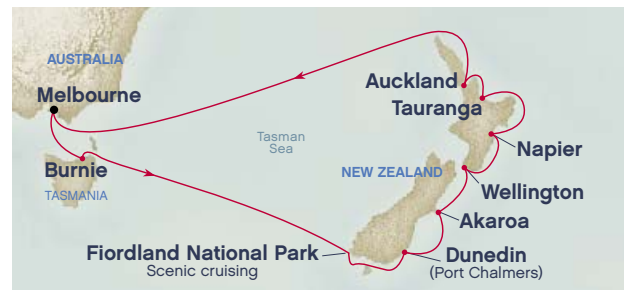 AUSTRALIA
Melbourne
Auckland
Tauranga
Tasman
Sea
Napier
Burnie
NEW ZEALAND
TASMANIA
Wellington
Akaroa
Fiordland National Park
Scenic cruising
Dunedin
(Port Chalmers)